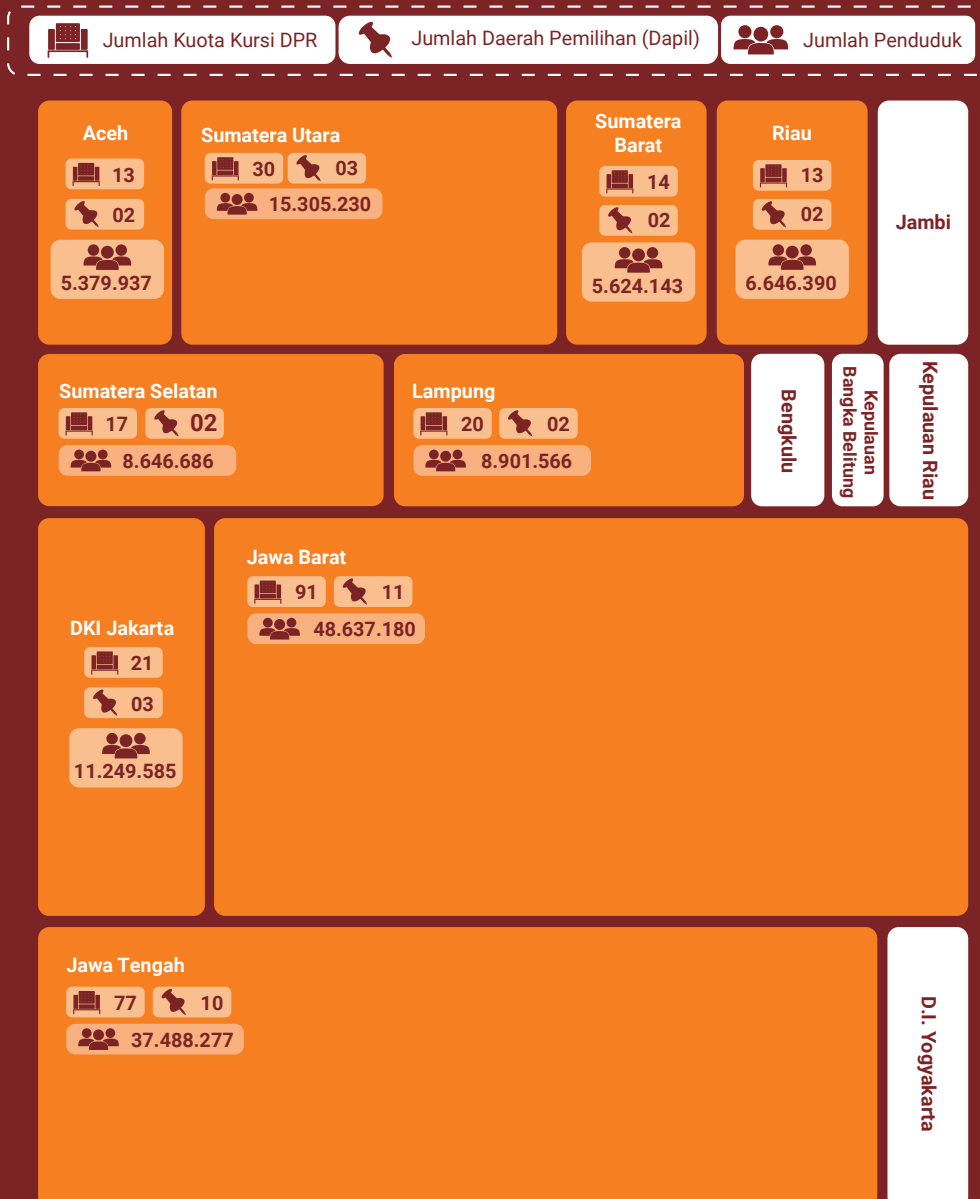 Jumlah Kuota Kursi DPR
Jumlah Daerah Pemilihan (Dapil)
Jumlah Penduduk
Aceh
13
02
5.379.937
Sumatera Utara
30
03
15.305.230
Sumatera
Barat
14
02
5.624.143
Riau
13
02
6.646.390
Jambi
Sumatera Selatan
17
02
8.646.686
Lampung
20
02
8.901.566
Bengkulu
Kepulauan
Bangka Belitung
Kepulauan Riau
DKI Jakarta
21
03
11.249.585
Jawa Barat
91
11
48.637.180
Jawa Tengah
77
10
37.488.277
D.I. Yogyakarta